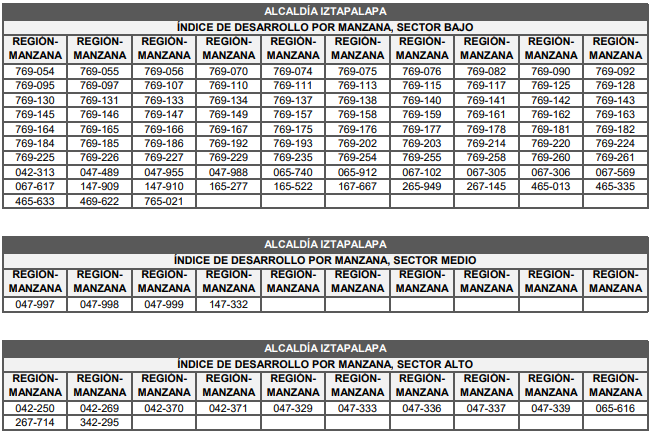 ALCALDÍA IZTAPALAPA
ÍNDICE DE DESARROLLO POR MANZANA, SECTOR BAJO
REGIÓN- REGIÓN- REGIÓN- REGIÓN- REGIÓN- REGIÓN- REGIÓN- REGIÓN- REGIÓN- REGIÓN-
MANZANA MANZANA MANZANA MANZANA MANZANA MANZANA MANZANA MANZANA MANZANA MANZANA
769-054 769-055 769-056 769-070 769-074 769-075 769-076 769-082 769-090 769-092
769-095 769-097 769-107 769-110 769-111 769-113 769-115 769-117 769-125 769-128
769-130 769-131 769-133 769-134 769-137 769-138 769-140 769-141 769-142 769-143
769-145 769-146 769-147 769-149 769-157 769-158 769-159 769-161 769-162 769-163
769-164 769-165 769-166 769-167 769-175 769-176 769-177 769-178 769-181 769-182
769-184 769-185 769-186 769-192 769-193 769-202 769-203 769-214 769-220 769-224
769-225 769-226 769-227 769-229 769-235 769-254 769-255 769-258 769-260 769-261
042-313 047-489 047-955 047-988 065-740 065-912 067-102 067-305 067-306 067-569
067-617 147-909 147-910 165-277 165-522 167-667 265-949 267-145 465-013 465-335
465-633 469-622 765-021
ALCALDÍA IZTAPALAPA
ÍNDICE DE DESARROLLO POR MANZANA, SECTOR MEDIO
REGIÓN- REGIÓN- REGIÓN- REGIÓN- REGIÓN- REGIÓN- REGIÓN- REGIÓN- REGIÓN- REGIÓN-
MANZANA MANZANA MANZANA MANZANA MANZANA MANZANA MANZANA MANZANA MANZANA MANZANA
047-997 047-998 047-999 147-332
ALCALDÍA IZTAPALAPA
ÍNDICE DE DESARROLLO POR MANZANA, SECTOR ALTO
REGIÓN- REGIÓN- REGIÓN- REGIÓN- REGIÓN- REGIÓN- REGIÓN- REGIÓN- REGIÓN- REGIÓN-
MANZANA MANZANA MANZANA MANZANA MANZANA MANZANA MANZANA MANZANA MANZANA MANZANA
042-250 042-269 042-370 042-371 047-329 047-333 047-336 047-337 047-339 065-616
267-714 342-295